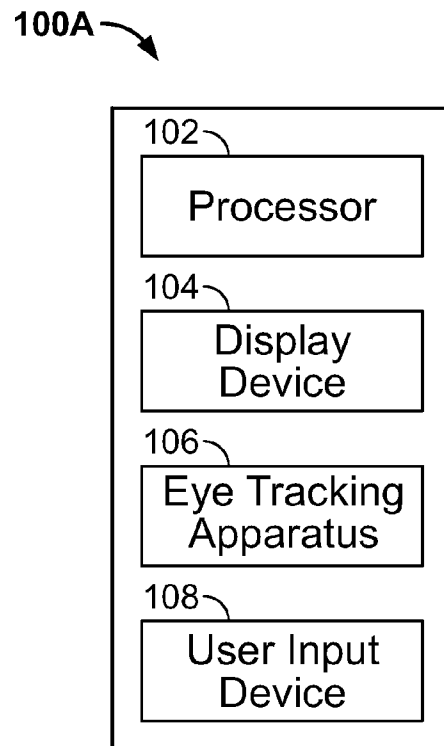 100A
102
Processor
104
Display
Device
106
Eye Tracking
Apparatus
108
User Input
Device